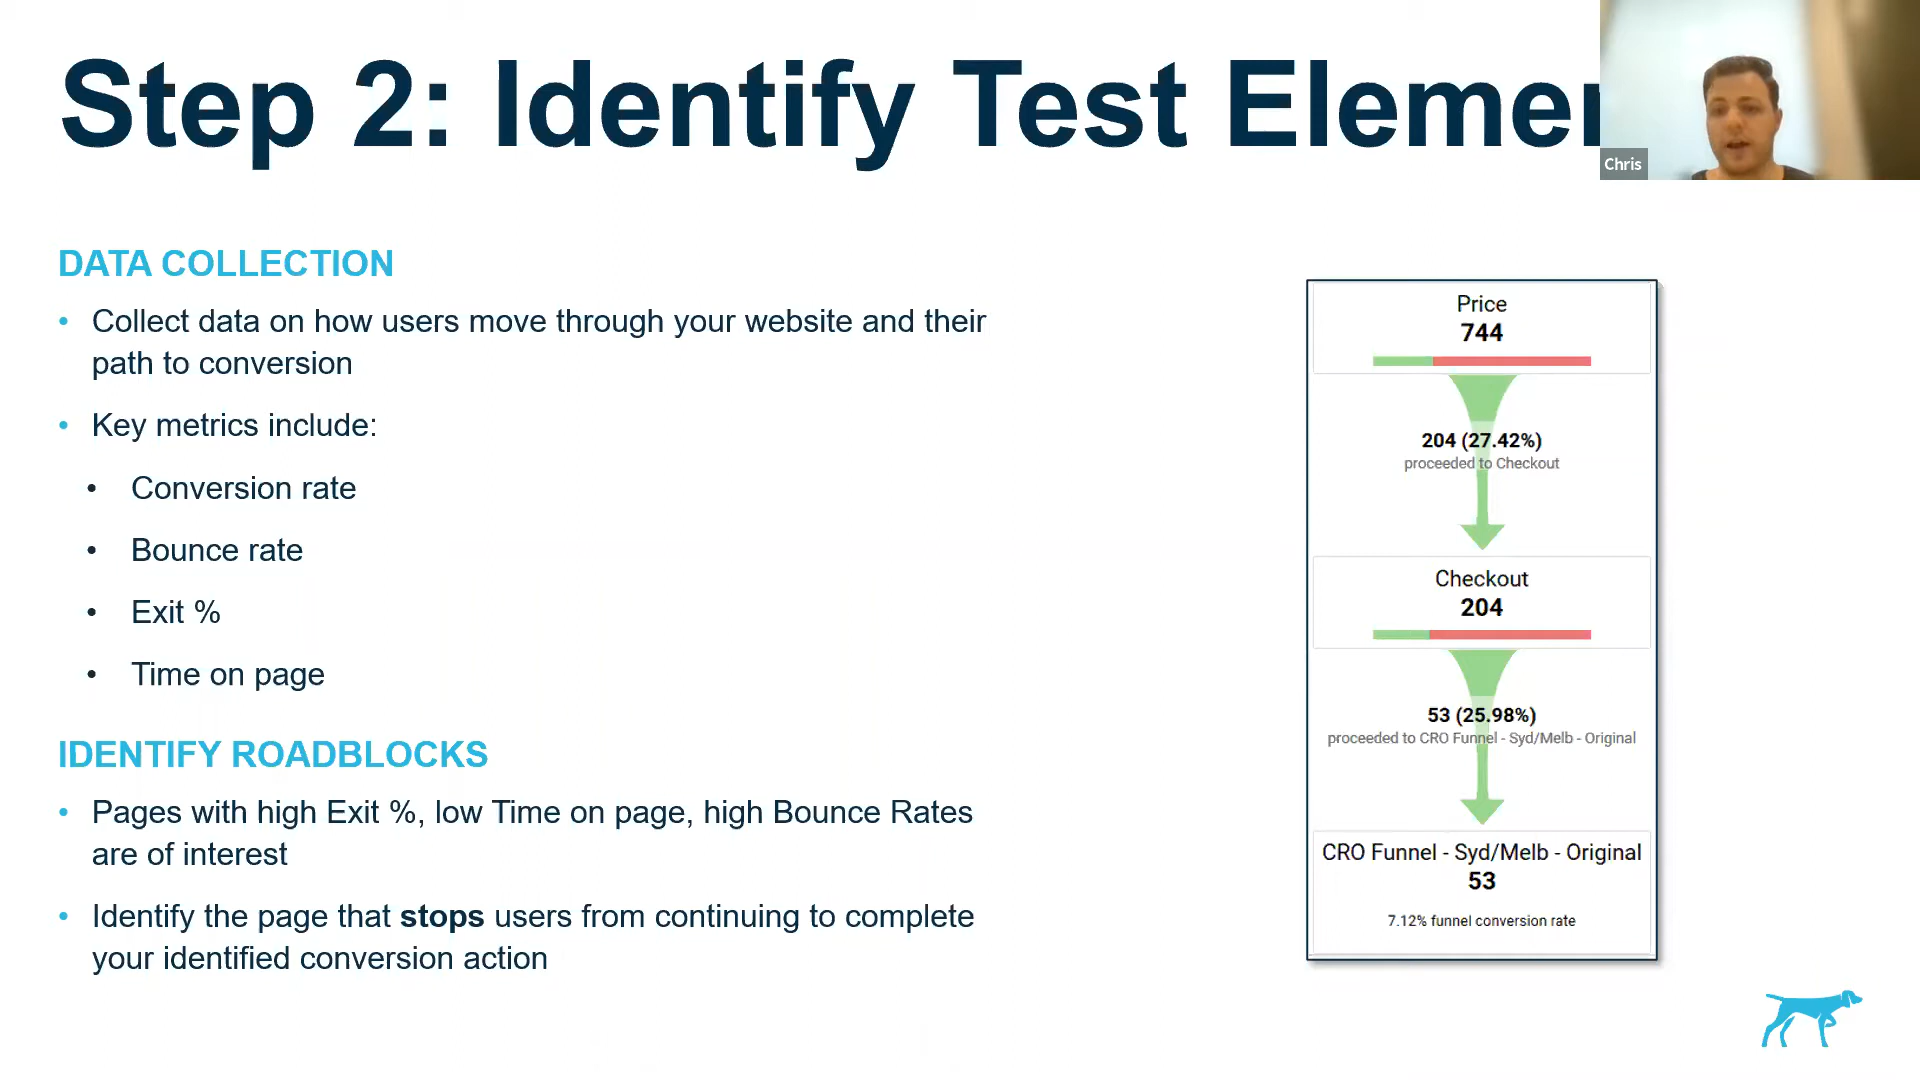 Step 2: Identify Test Elemen
Chris
DATA COLLECTION
• Collect data on how users move through your website and their
path to conversion
• Key metrics include:
• Conversion rate
• Bounce rate
• Exit %
• Time on page
IDENTIFY ROADBLOCKS
• Pages with high Exit %, low Time on page, high Bounce Rates
are of interest
• Identify the page that stops users from continuing to complete
your identified conversion action
Price
744
204 (27.42%)
proceeded to Checkout
Checkout
204
53 (25.98%)
proceeded to CRO Funnel - Syd/Melb - Original
CRO Funnel - Syd/Melb - Original
53
7.12% funnel conversion rate